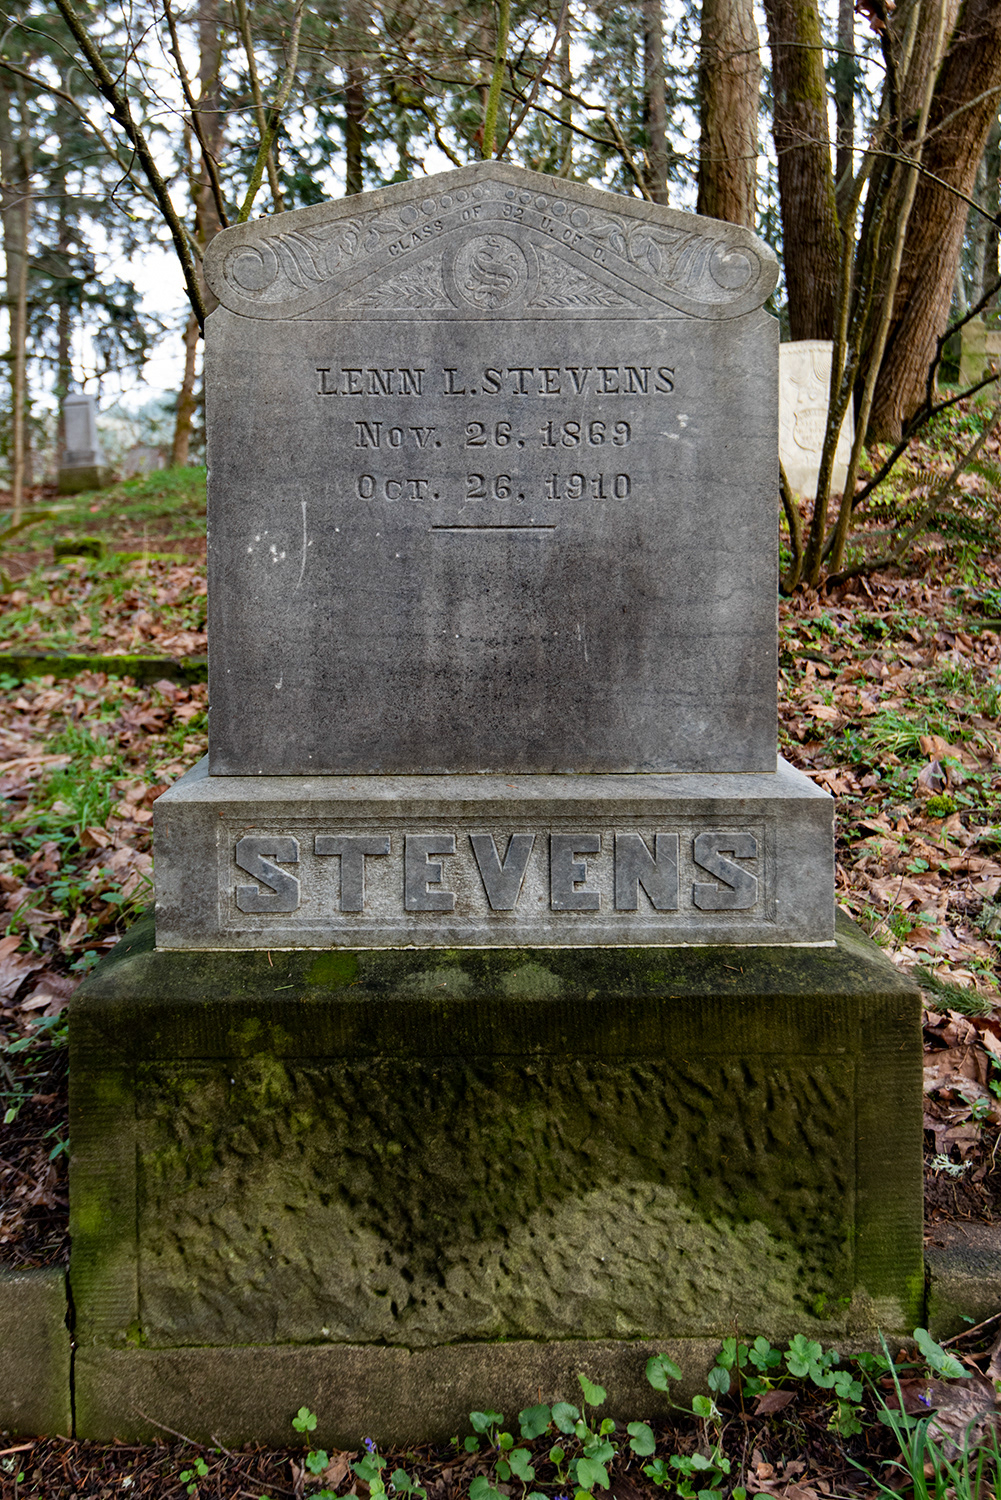 CLASS OF 92 U. OF O.
S
LENN L. STEVENS
NOV. 26, 1869
OCT. 26, 1910
STEVENS